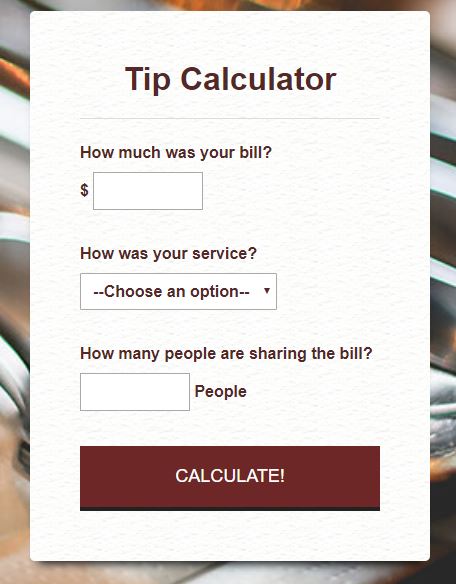 Tip Calculator
How much was your bill?
$
How was your service?
--Choose an option--
How many people are sharing the bill?
People
CALCULATE!